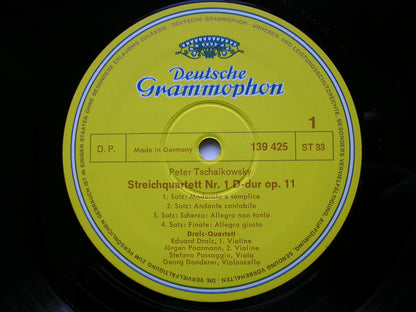 Deutsche
Grammophon
D. P.
Made in Germany
139 425
1
ST 33
Peter Tschaikowsky
Streichquartett Nr. 1 D-dur op. 11
1. Satz: Moderato e semplice
2. Satz: Andante cantabile
3. Satz: Scherzo: Allegro non tanto
4. Satz: Finale: Allegro giusto
Drolc-Quartett
Eduard Drolc, 1. Violine
Jürgen Paarmann, 2. Violine
Stefano Passaggio, Viola
Georg Donderer, Violoncello